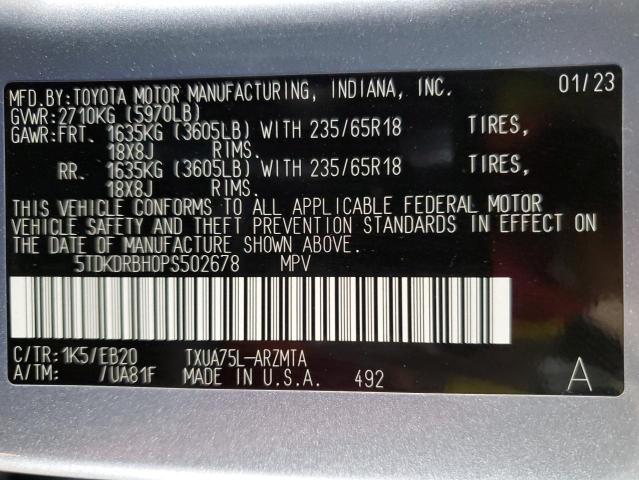 MFD.BY:TOYOTA MOTOR MANUFACTURING, INDIANA, INC. 01/23
GVWR:2710KG (5970LB)
GAWR:FRT. 1635KG (3605LB) WITH 235/65R18 TIRES,
18X8J RIMS.
RR. 1635KG (3605LB) WITH 235/65R18 TIRES,
18X8J RIMS.
THIS VEHICLE CONFORMS TO ALL APPLICABLE FEDERAL MOTOR
VEHICLE SAFETY AND THEFT PREVENTION STANDARDS IN EFFECT ON
THE DATE OF MANUFACTURE SHOWN ABOVE.
5TDKDRBH0PS502678 MPV
C/TR:1K5/EB20 TXUA75L-ARZMTA
A/TM: /UA81F MADE IN U.S.A. 492 A